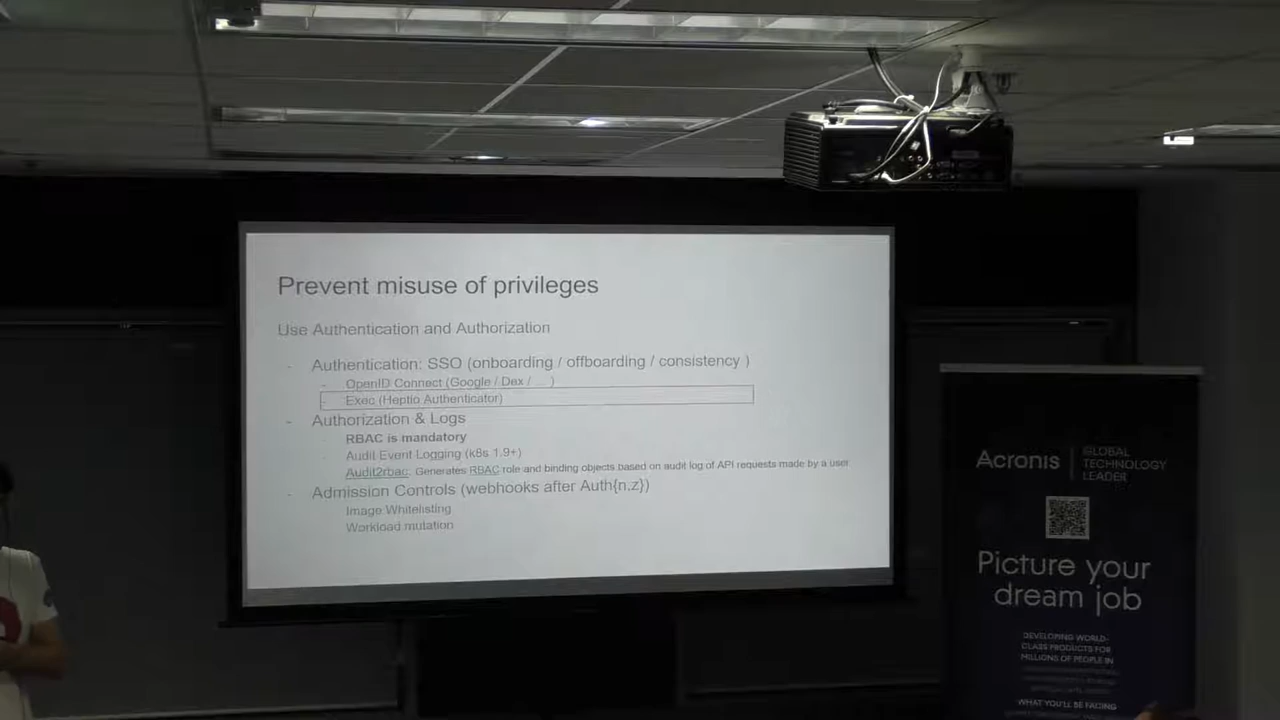 Prevent misuse of privileges
Use Authentication and Authorization
- Authentication: SSO (onboarding / offboarding / consistency )
- OpenID Connect (Google / Dex / ... )
- Exec (Heptio Authenticator)
- Authorization & Logs
RBAC is mandatory
Audit Event Logging (k8s 1.9+)
Audit2rbac: Generates RBAC role and binding objects based on audit log of API requests made by a user
- Admission Controls (webhooks after Auth{n,z})
Image Whitelisting
Workload mutation
Acronis
GLOBAL
TECHNOLOGY
LEADER
Picture your
dream job
DEVELOPING WORLD-
CLASS PRODUCTS FOR
MILLIONS OF PEOPLE IN
WHAT YOU'LL BE FACING